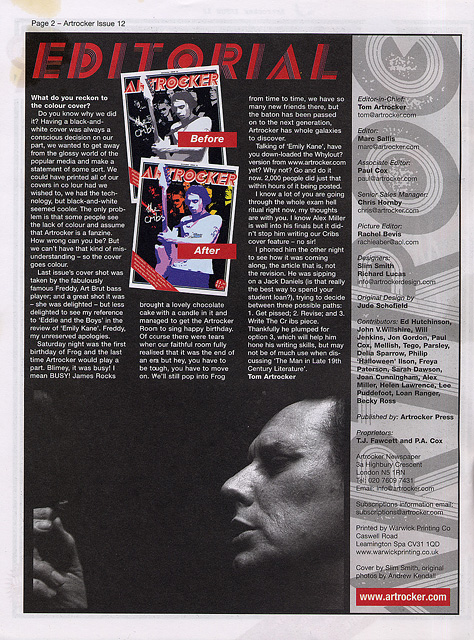 Page 2 – Artrocker Issue 12
EDITORIAL
What do you reckon to
the colour cover?
Do you know why we did
it? Having a black-and-
white cover was always a
conscious decision on our
part, we wanted to get away
from the glossy world of the
popular media and make a
statement of some sort. We
could have printed all of our
covers in co lour had we
wished to, we had the tech-
nology, but black-and-white
seemed cooler. The only prob-
lem is that some people see
the lack of colour and assume
that Artrocker is a fanzine.
How wrong can you be? But
we can't have that kind of mis-
understanding – so the cover
goes colour.
Last issue's cover shot was
taken by the fabulously
famous Freddy, Art Brut bass
player; and a great shot it was
– she was delighted – but less
delighted to see my reference
to 'Eddie and the Boys' in the
review of 'Emily Kane'. Freddy,
my unreserved apologies.
Saturday night was the first
birthday of Frog and the last
time Artrocker would play a
part. Blimey, it was busy! I
mean BUSY! James Rocks
ARTROCKER
the
cribs
Before
ARTROCKER
the
cribs
After
brought a lovely chocolate
cake with a candle in it and
managed to get the Artrocker
Room to sing happy birthday.
Of course there were tears
when our faithful room fully
realised that it was the end of
an era but hey, you have to
be tough, you have to move
on. We'll still pop into Frog
from time to time, we have so
many new friends there, but
the baton has been passed
on to the next generation,
Artrocker has whole galaxies
to discover.
Talking of 'Emily Kane', have
you down-loaded the Whylout?
version from www.artrocker.com
yet? Why not? Go and do it
now. 2,000 people did just that
within hours of it being posted.
I know a lot of you are going
through the whole exam hell
ritual right now, my thoughts
are with you. I know Alex Miller
is well into his finals but it did-
n't stop him writing our Cribs
cover feature – no sir!
I phoned him the other night
to see how it was coming
along, the article that is, not
the revision. He was sipping
on a Jack Daniels (is that really
the best way to spend your
student loan?), trying to decide
between three possible paths:
1. Get pissed; 2. Revise; and 3.
Write The Cr ibs piece.
Thankfully he plumped for
option 3, which will help him
hone his writing skills, but may
not be of much use when dis-
cussing 'The Man in Late 19th
Century Literature'.
Tom Artrocker
Editor-in-Chief:
Tom Artrocker
tom@artrocker.com
Editor:
Marc Sallis
marc@artrocker.com
Associate Editor:
Paul Cox
paul@artrocker.com
Senior Sales Manager:
Chris Hornby
chris@artrocker.com
Picture Editor:
Rachel Bevis
rachieaber@aol.com
Designers:
Slim Smith
Richard Lucas
info@artrockerdesign.com
Original Design by
Jude Schofield
Contributors: Ed Hutchinson,
John V.Willshire, Will
Jenkins, Jon Gordon, Paul
Cox, Mellish, Tego, Parsley,
Delia Sparrow, Philip
'Halloween' Ilson, Freya
Paterson, Sarah Dawson,
Jean Cunningham, Alex
Miller, Helen Lawrence, Lee
Puddefoot, Loan Ranger,
Published by: Artrocker Press
Proprietors:
T.J. Fawcett and P.A. Cox
Artrocker Newspaper
3a Highbury Crescent
London N5 1RN
Tel: 020 7609 7431
Email: info@artrocker.com
Subscriptions information email:
subscriptions@artrocker.com
Printed by Warwick Printing Co
Caswell Road
Leamington Spa CV31 1QD
www.warwickprinting.co.uk
Cover by Slim Smith, original
photos by Andrew Kendall
www.artrocker.com